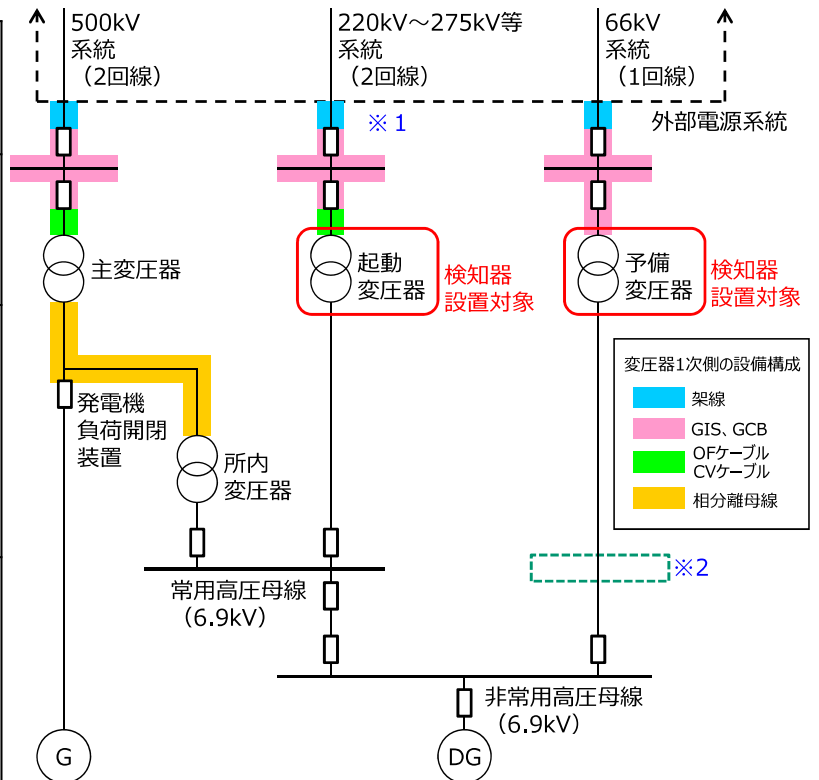 500kV
系統
（2回線）
220kV～275kV等
系統
（2回線）
66kV
系統
（1回線）
※１
外部電源系統
主変圧器
起動
変圧器
検知器
設置対象
予備
変圧器
検知器
設置対象
変圧器1次側の設備構成
架線
GIS、GCB
OFケーブル
CVケーブル
相分離母線
発電機
負荷開閉
装置
所内
変圧器
※2
常用高圧母線
（6.9kV）
非常用高圧母線
（6.9kV）
G
DG